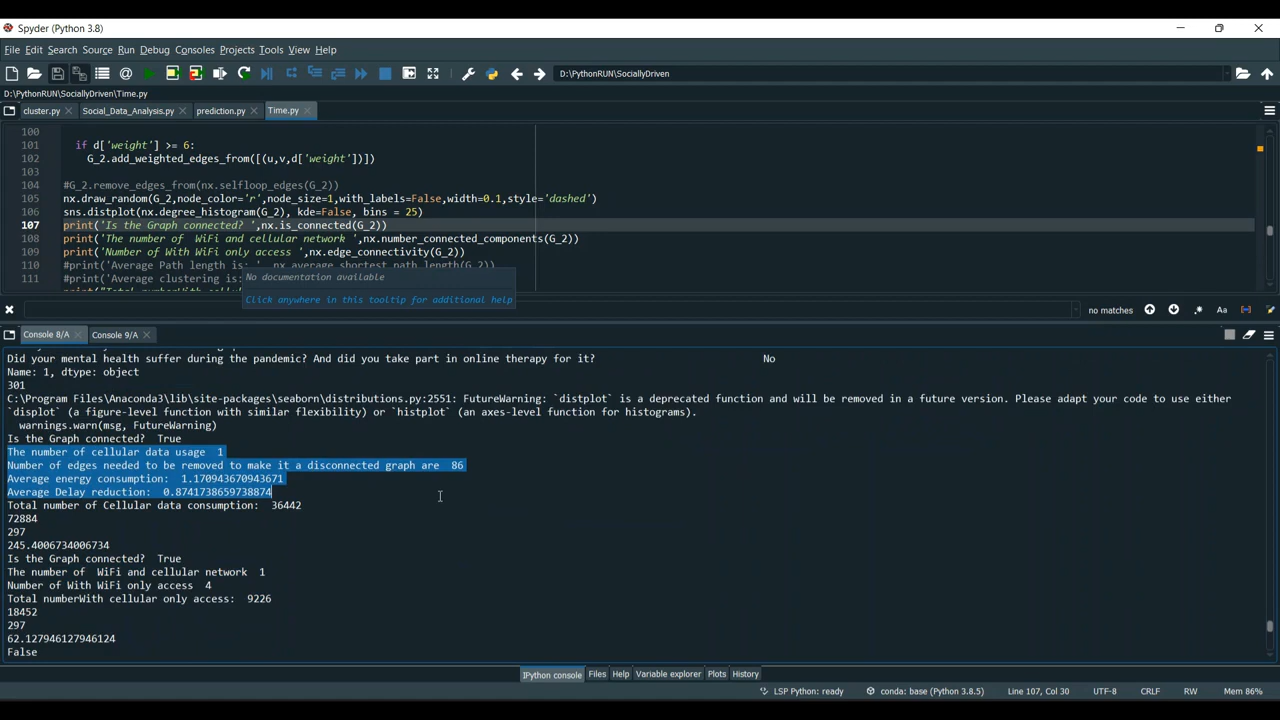 Spyder (Python 3.8)
File Edit Search Source Run Debug Consoles Projects Tools View Help
D:\PythonRUN\SociallyDriven
D:\PythonRUN\SociallyDriven\Time.py
cluster.py Social_Data_Analysis.py prediction.py Time.py
100
101 if d['weight'] >= 6:
102 G_2.add_weighted_edges_from([(u,v,d['weight'])])
103
104 #G_2.remove_edges_from(nx.selfloop_edges(G_2))
105 nx.draw_random(G_2,node_color='r',node_size=1,with_labels=False,width=0.1,style='dashed')
106 sns.distplot(nx.degree_histogram(G_2), kde=False, bins = 25)
107 print('Is the Graph connected? ',nx.is_connected(G_2))
108 print('The number of  WiFi and cellular network ',nx.number_connected_components(G_2))
109 print('Number of With WiFi only access ',nx.edge_connectivity(G_2))
110 #print('Average Path length is: ', nx.average_shortest_path_length(G_2))
111 #print('Average clustering is:
No documentation available
Click anywhere in this tooltip for additional help
no matches Aa
Console 8/A Console 9/A
Did your mental health suffer during the pandemic? And did you take part in online therapy for it? No
Name: 1, dtype: object
301
C:\Program Files\Anaconda3\lib\site-packages\seaborn\distributions.py:2551: FutureWarning: `distplot` is a deprecated function and will be removed in a future version. Please adapt your code to use either
`displot` (a figure-level function with similar flexibility) or `histplot` (an axes-level function for histograms).
warnings.warn(msg, FutureWarning)
Is the Graph connected?  True
The number of cellular data usage  1
Number of edges needed to be removed to make it a disconnected graph are  86
Average energy consumption:  1.170943670943671
Average Delay reduction:  0.8741738659738874
Total number of Cellular data consumption:  36442
72884
297
245.4006734006734
Is the Graph connected?  True
The number of  WiFi and cellular network  1
Number of With WiFi only access  4
Total numberWith cellular only access:  9226
18452
297
62.127946127946124
False
IPython console Files Help Variable explorer Plots History
LSP Python: ready conda: base (Python 3.8.5) Line 107, Col 30 UTF-8 CRLF RW Mem 86%